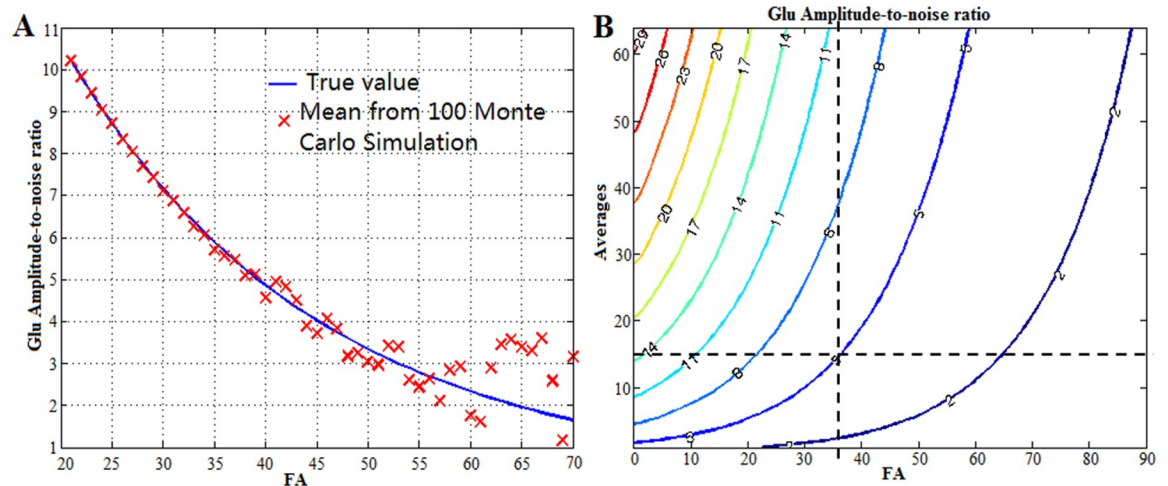 A
Glu Amplitude-to-noise ratio
11
10
9
8
7
6
5
4
3
2
1
True value
Mean from 100 Monte
Carlo Simulation
20 25 30 35 40 45 50 55 60 65 70
FA
B
Glu Amplitude-to-noise ratio
Averages
60
50
40
30
20
10
0 10 20 30 40 50 60 70 80 90
FA
29 26 23 20 17 14 11 8 5 2
20 17 14 11 8 5 2
14 11 8 5 2
5